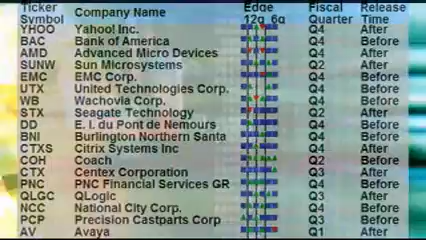 Ticker Symbol Company Name Edge 12q 6q Fiscal Quarter Release Time
YHOO Yahoo! Inc. Q4 After
BAC Bank of America Q4 Before
AMD Advanced Micro Devices Q4 After
SUNW Sun Microsystems Q2 After
EMC EMC Corp. Q4 Before
UTX United Technologies Corp. Q4 Before
WB Wachovia Corp. Q4 Before
STX Seagate Technology Q2 After
DD E. I. du Pont de Nemours Q4 Before
BNI Burlington Northern Santa Q4 Before
CTXS Citrix Systems Inc Q4 After
COH Coach Q2 Before
CTX Centex Corporation Q3 After
PNC PNC Financial Services GR Q4 Before
QLGC QLogic Q3 After
NCC National City Corp. Q4 Before
PCP Precision Castparts Corp Q3 Before
AV Avaya Q1 After